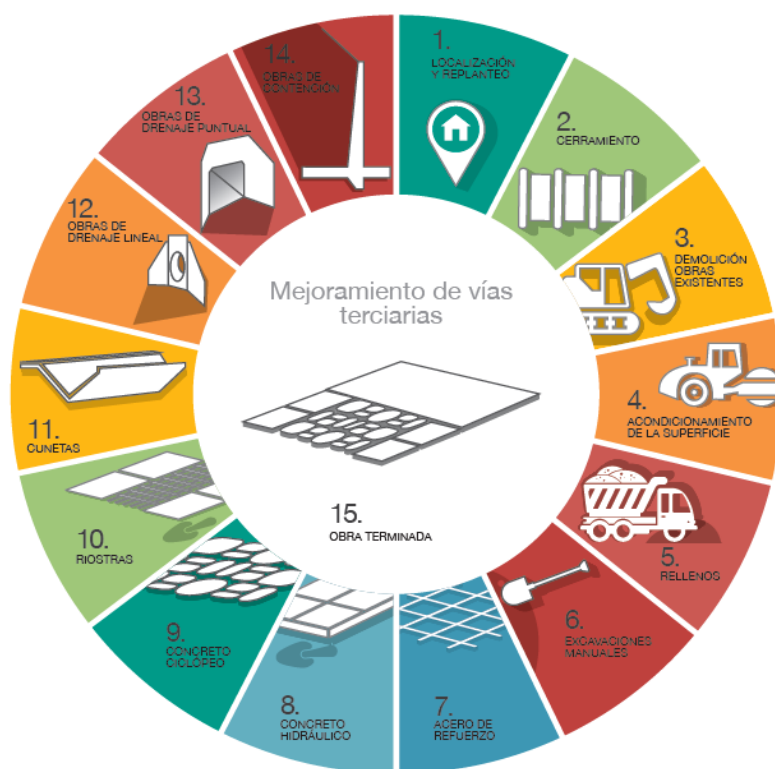 1.
LOCALIZACIÓN
Y REPLANTEO
2.
CERRAMIENTO
3.
DEMOLICIÓN
OBRAS
EXISTENTES
4.
ACONDICIONAMIENTO
DE LA SUPERFICIE
5.
RELLENOS
6.
EXCAVACIONES
MANUALES
7.
ACERO DE
REFUERZO
8.
CONCRETO
HIDRÁULICO
9.
CONCRETO
CICLÓPEO
10.
RIOSTRAS
11.
CUNETAS
12.
OBRAS DE
DRENAJE LINEAL
13.
OBRAS DE
DRENAJE PUNTUAL
14.
OBRAS DE
CONTENCIÓN
Mejoramiento de vías
terciarias
15.
OBRA TERMINADA